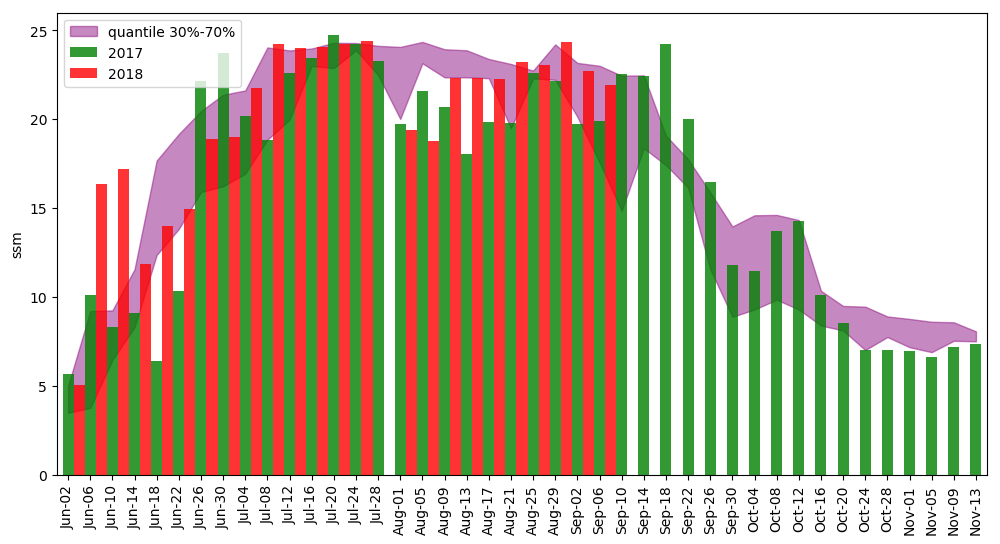 quantile 30%-70%
2017
2018
25
20
15
10
5
0
ssm
Jun-02
Jun-06
Jun-10
Jun-14
Jun-18
Jun-22
Jun-26
Jun-30
Jul-04
Jul-08
Jul-12
Jul-16
Jul-20
Jul-24
Jul-28
Aug-01
Aug-05
Aug-09
Aug-13
Aug-17
Aug-21
Aug-25
Aug-29
Sep-02
Sep-06
Sep-10
Sep-14
Sep-18
Sep-22
Sep-26
Sep-30
Oct-04
Oct-08
Oct-12
Oct-16
Oct-20
Oct-24
Oct-28
Nov-01
Nov-05
Nov-09
Nov-13